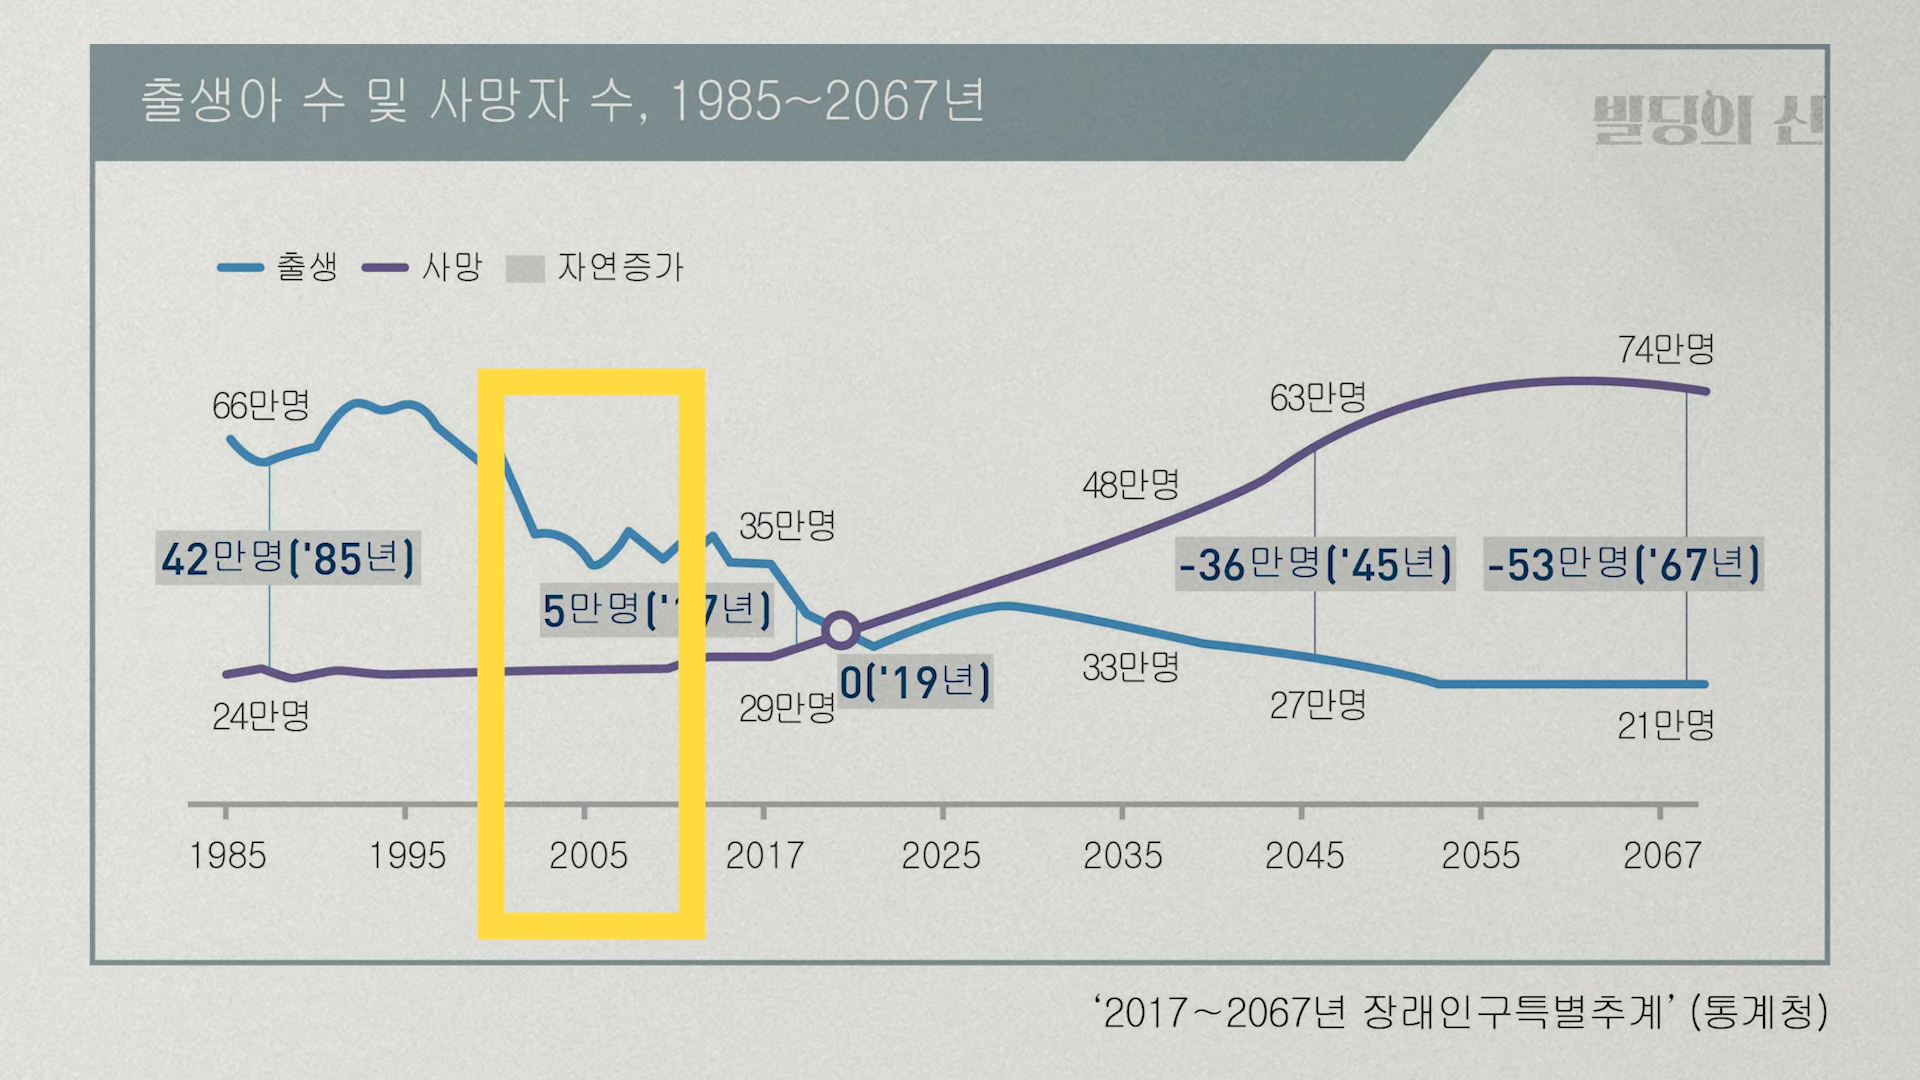 출생아 수 및 사망자 수, 1985~2067년
빌딩의 신
출생 사망 자연증가
66만명
42만명('85년)
24만명
35만명
5만명('17년)
29만명
0('19년)
48만명
33만명
63만명
-36만명('45년)
27만명
74만명
-53만명('67년)
21만명
1985 1995 2005 2017 2025 2035 2045 2055 2067
‘2017~2067년 장래인구특별추계’ (통계청)